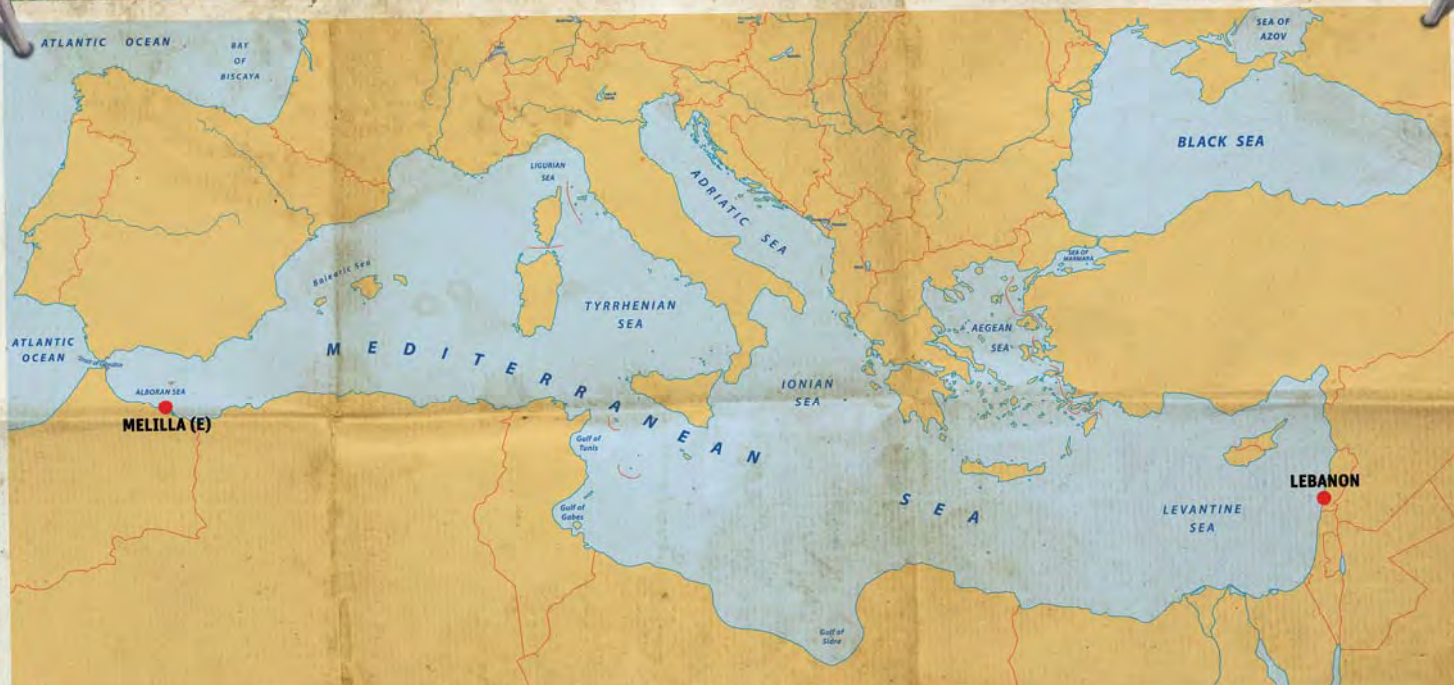 ATLANTIC OCEAN
BAY
OF
BISCAYA
SEA OF
AZOV
BLACK SEA
LIGURIAN
SEA
ADRIATIC SEA
SEA OF
MARMARA
Balearic Sea
TYRRHENIAN
SEA
AEGEAN
SEA
ATLANTIC
OCEAN
ALBORAN SEA
MELILLA (E)
MEDITERRANEAN
SEA
IONIAN
SEA
Gulf of
Tunis
Gulf of
Gabes
LEBANON
LEVANTINE
SEA
Gulf of
Sidra